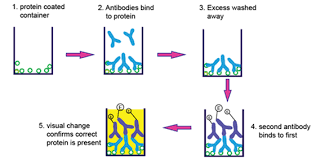 1. protein coated
container
2. Antibodies bind
to protein
3. Excess washed
away
4. second antibody
binds to first
E
E
E
E
5. visual change
confirms correct
protein is present